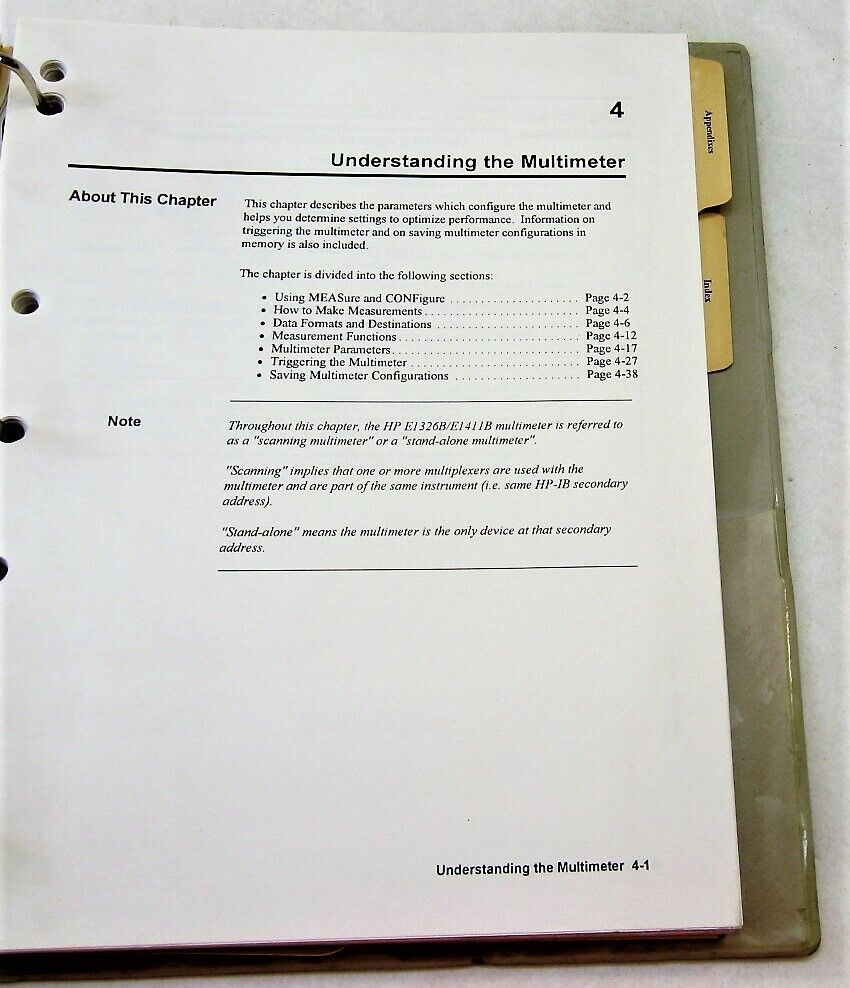 4
Understanding the Multimeter
About This Chapter
This chapter describes the parameters which configure the multimeter and
helps you determine settings to optimize performance. Information on
triggering the multimeter and on saving multimeter configurations in
memory is also included.
The chapter is divided into the following sections:
• Using MEASure and CONFigure . . . . . . . . . . . . . . . . . . . . . . Page 4-2
• How to Make Measurements . . . . . . . . . . . . . . . . . . . . . . . . . Page 4-4
• Data Formats and Destinations . . . . . . . . . . . . . . . . . . . . . . . Page 4-6
• Measurement Functions . . . . . . . . . . . . . . . . . . . . . . . . . . . . Page 4-12
• Multimeter Parameters . . . . . . . . . . . . . . . . . . . . . . . . . . . . . Page 4-17
• Triggering the Multimeter . . . . . . . . . . . . . . . . . . . . . . . . . . Page 4-27
• Saving Multimeter Configurations . . . . . . . . . . . . . . . . . . . . . Page 4-38
Note
Throughout this chapter, the HP E1326B/E1411B multimeter is referred to
as a "scanning multimeter" or a "stand-alone multimeter".
"Scanning" implies that one or more multiplexers are used with the
multimeter and are part of the same instrument (i.e. same HP-IB secondary
address).
"Stand-alone" means the multimeter is the only device at that secondary
address.
Understanding the Multimeter 4-1
Appendixes
Index